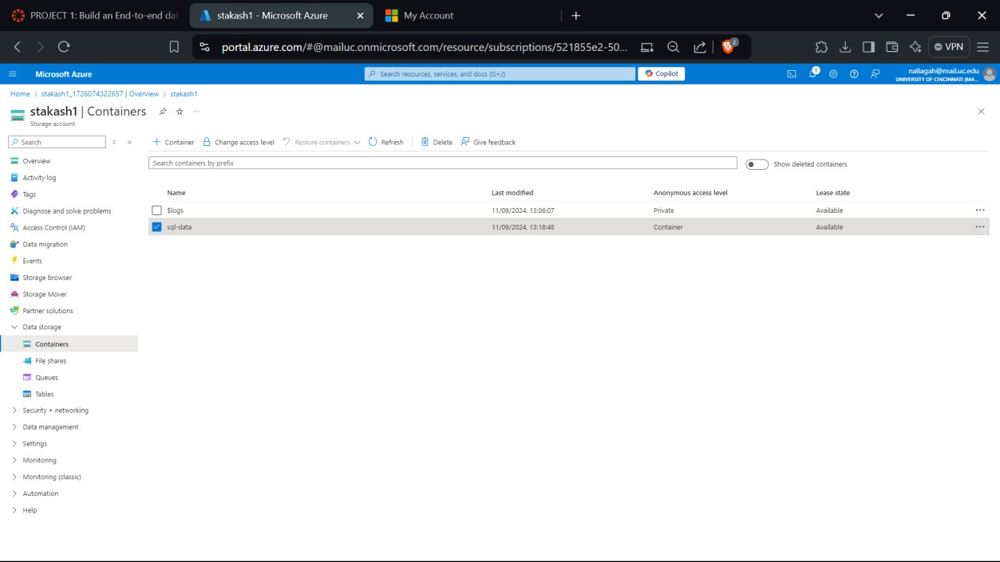 PROJECT 1: Build an End-to-end da
stakash1 - Microsoft Azure
My Account
portal.azure.com/#@mailuc.onmicrosoft.com/resource/subscriptions/521855e2-50...
2
VPN
Microsoft Azure
Search resources, services, and docs (G+/)
Copilot
6
nallagah@mail.uc.edu
UNIVERSITY OF CINCINNATI (MA...
Home > stakash1_1726074322657 | Overview > stakash1
stakash1 | Containers
Storage account
Search
Container
Change access level
Restore containers
Refresh
Delete
Give feedback
Search containers by prefix
Show deleted containers
Name Last modified Anonymous access level Lease state
$logs 11/09/2024, 13:06:07 Private Available
sql-data 11/09/2024, 13:18:48 Container Available
Overview
Activity log
Tags
Diagnose and solve problems
Access Control (IAM)
Data migration
Events
Storage browser
Storage Mover
Partner solutions
Data storage
Containers
File shares
Queues
Tables
Security + networking
Data management
Settings
Monitoring
Monitoring (classic)
Automation
Help